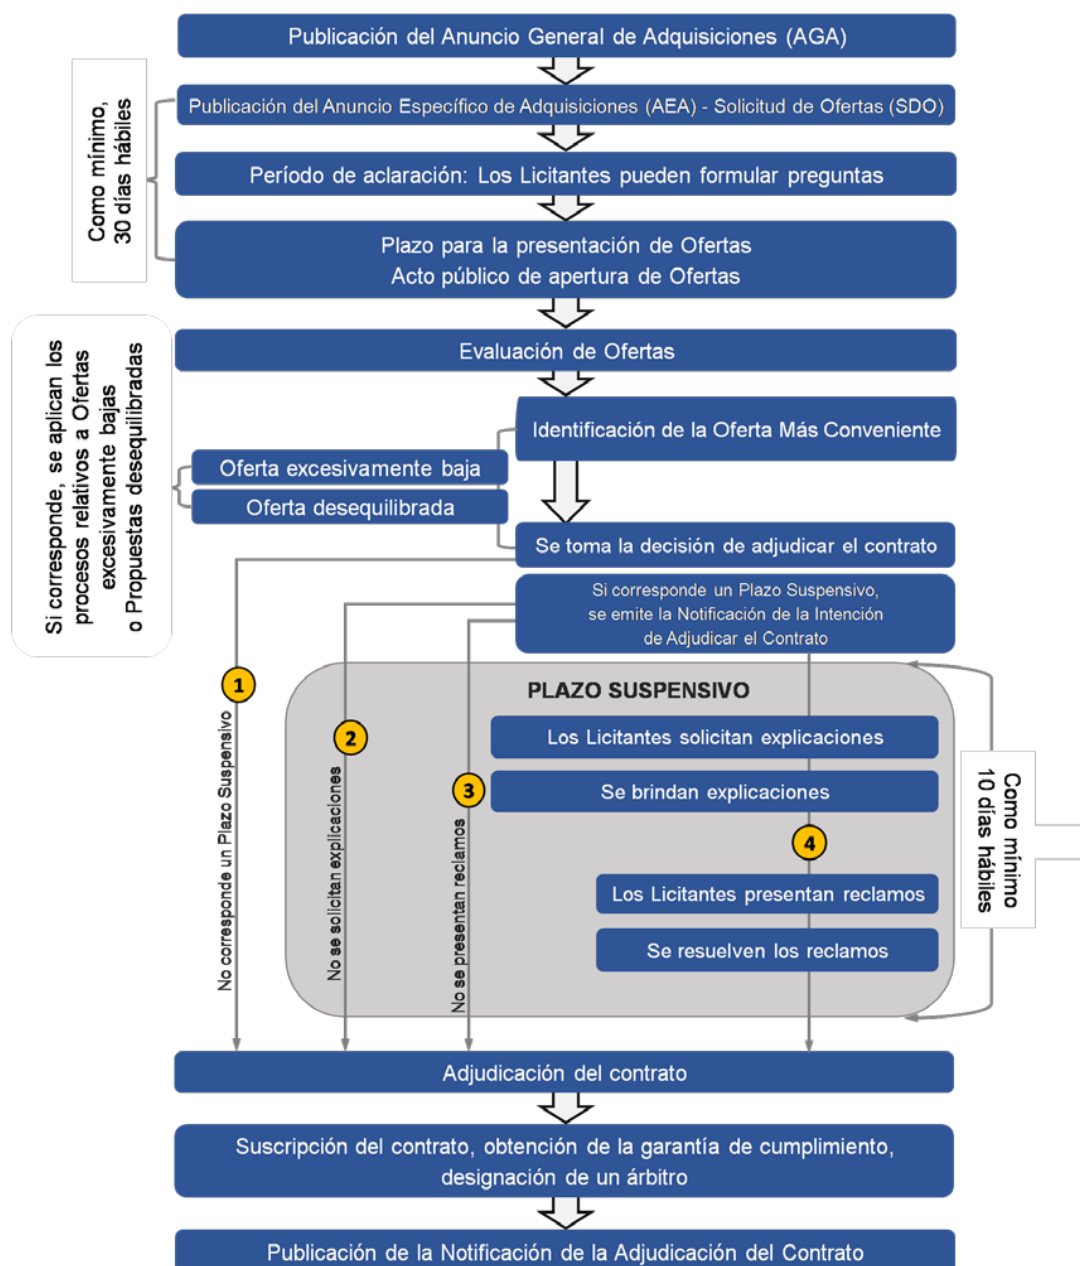 Publicación del Anuncio General de Adquisiciones (AGA)
Como mínimo,
30 días hábiles
Publicación del Anuncio Específico de Adquisiciones (AEA) - Solicitud de Ofertas (SDO)
Período de aclaración: Los Licitantes pueden formular preguntas
Plazo para la presentación de Ofertas
Acto público de apertura de Ofertas
Evaluación de Ofertas
Si corresponde, se aplican los
procesos relativos a Ofertas
excesivamente bajas
o Propuestas desequilibradas
Identificación de la Oferta Más Conveniente
Oferta excesivamente baja
Oferta desequilibrada
Se toma la decisión de adjudicar el contrato
Si corresponde un Plazo Suspensivo,
se emite la Notificación de la Intención
de Adjudicar el Contrato
PLAZO SUSPENSIVO
1
No corresponde un Plazo Suspensivo
2
No se solicitan explicaciones
3
No se presentan reclamos
Los Licitantes solicitan explicaciones
Se brindan explicaciones
4
Los Licitantes presentan reclamos
Se resuelven los reclamos
Como mínimo
10 días hábiles
Adjudicación del contrato
Suscripción del contrato, obtención de la garantía de cumplimiento,
designación de un árbitro
Publicación de la Notificación de la Adjudicación del Contrato